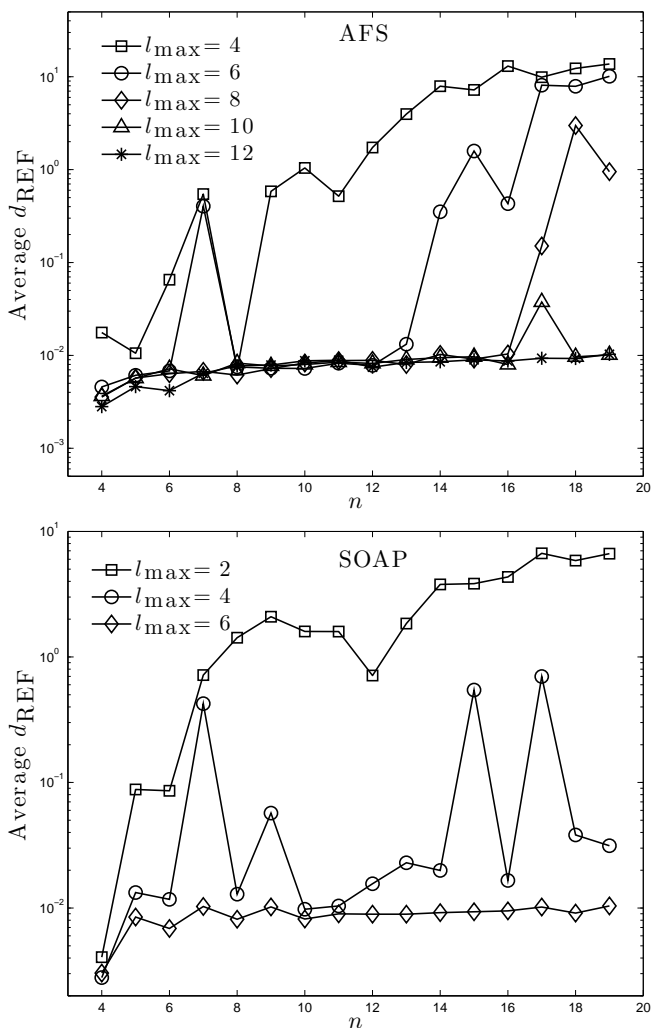 AFS
l_max = 4
l_max = 6
l_max = 8
l_max = 10
l_max = 12
Average d_REF
10^1
10^0
10^−1
10^−2
10^−3
4 6 8 10 12 14 16 18 20
n
SOAP
l_max = 2
l_max = 4
l_max = 6
Average d_REF
10^1
10^0
10^−1
10^−2
4 6 8 10 12 14 16 18 20
n